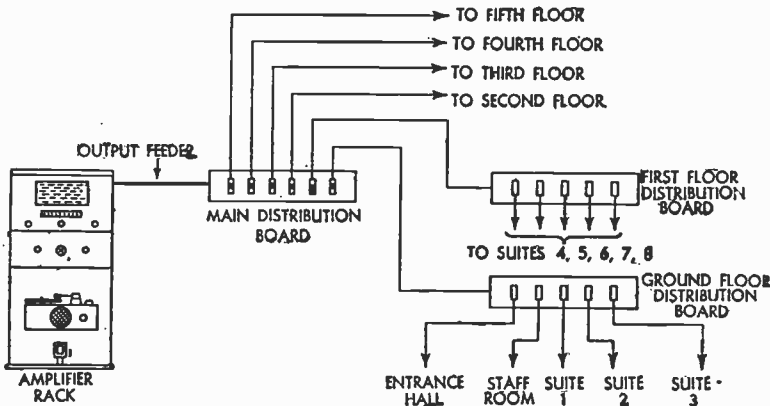 TO FIFTH FLOOR
TO FOURTH FLOOR
TO THIRD FLOOR
TO SECOND FLOOR
OUTPUT FEEDER
MAIN DISTRIBUTION
BOARD
FIRST FLOOR
DISTRIBUTION
BOARD
TO SUITES 4, 5, 6, 7, 8
GROUND FLOOR
DISTRIBUTION
BOARD
AMPLIFIER
RACK
ENTRANCE
HALL
STAFF
ROOM
SUITE
1
SUITE
2
SUITE
3